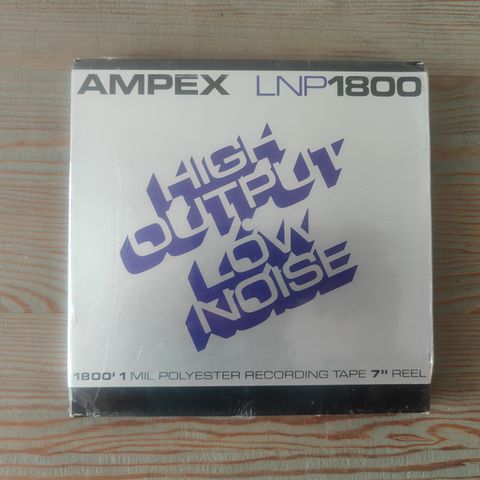 AMPEX LNP1800
HIGH
OUTPUT
LOW
NOISE
1800' 1 MIL POLYESTER RECORDING TAPE 7" REEL